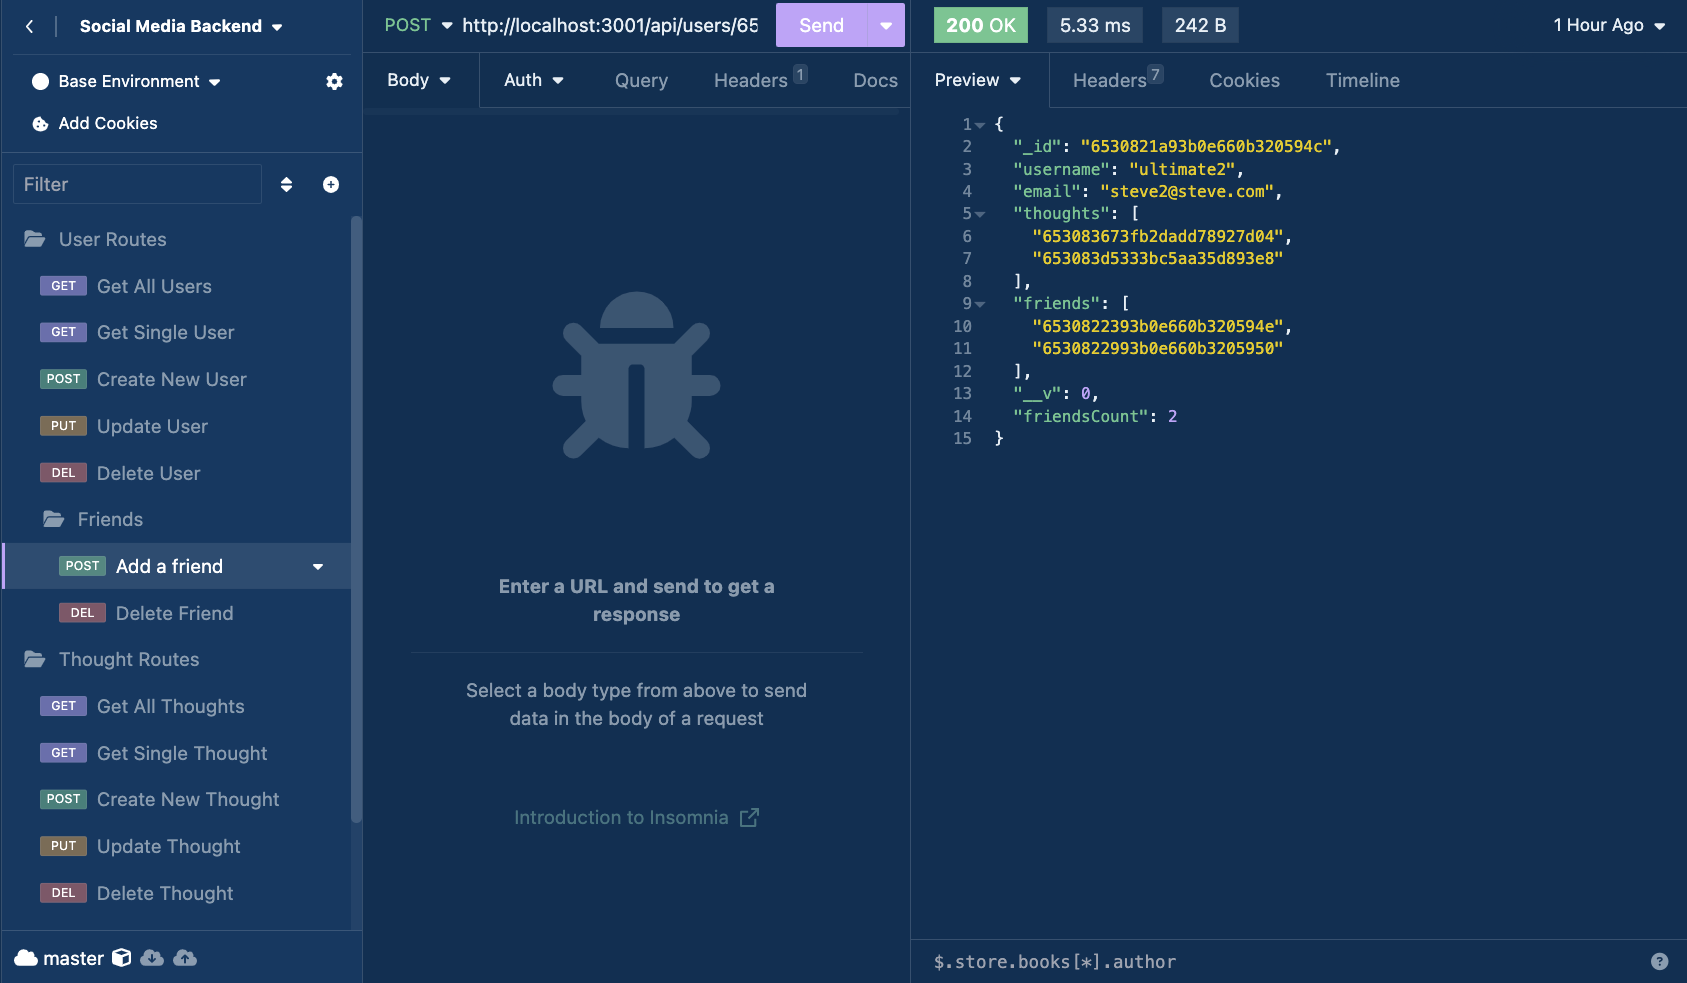 Social Media Backend
Base Environment
Add Cookies
Filter
User Routes
GET Get All Users
GET Get Single User
POST Create New User
PUT Update User
DEL Delete User
Friends
POST Add a friend
DEL Delete Friend
Thought Routes
GET Get All Thoughts
GET Get Single Thought
POST Create New Thought
PUT Update Thought
DEL Delete Thought
master
POST http://localhost:3001/api/users/65 Send
Body Auth Query Headers 1 Docs
Enter a URL and send to get a
response
Select a body type from above to send
data in the body of a request
Introduction to Insomnia
200 OK 5.33 ms 242 B 1 Hour Ago
Preview Headers 7 Cookies Timeline
1 {
2 "_id": "6530821a93b0e660b320594c",
3 "username": "ultimate2",
4 "email": "steve2@steve.com",
5 "thoughts": [
6 "653083673fb2dadd78927d04",
7 "653083d5333bc5aa35d893e8"
8 ],
9 "friends": [
10 "6530822393b0e660b320594e",
11 "6530822993b0e660b3205950"
12 ],
13 "__v": 0,
14 "friendsCount": 2
15 }
$.store.books[*].author ?